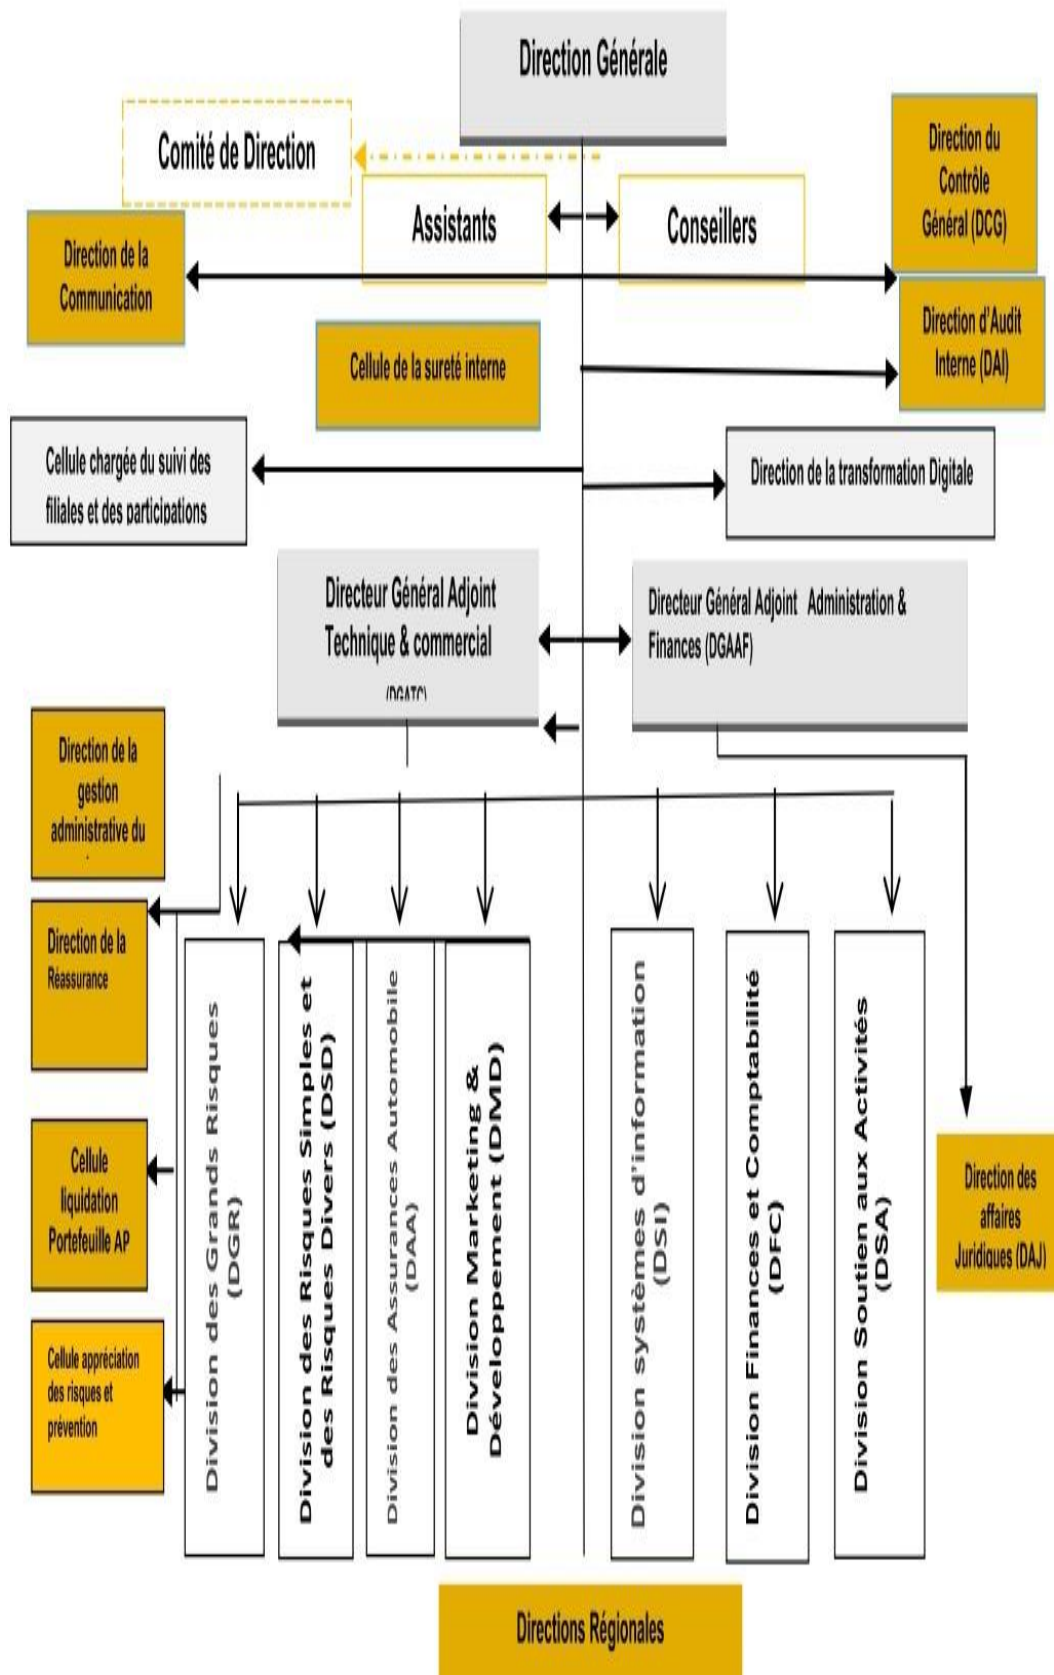 Direction Générale
Comité de Direction
Direction du
Contrôle
Général (DCG)
Assistants
Conseillers
Direction de la
Communication
Direction d'Audit
Interne (DAI)
Cellule de la sureté interne
Cellule chargée du suivi des
filiales et des participations
Direction de la transformation Digitale
Directeur Général Adjoint
Technique & commercial
(DGATC)
Directeur Général Adjoint Administration &
Finances (DGAAF)
Direction de la
gestion
administrative du
Direction de la
Réassurance
Cellule
liquidation
Portefeuille AP
Cellule appréciation
des risques et
prévention
Division des Grands Risques
(DGR)
Division des Risques Simples et
des Risques Divers (DSD)
Division des Assurances Automobile
(DAA)
Division Marketing &
Développement (DMD)
Division systèmes d'information
(DSI)
Division Finances et Comptabilité
(DFC)
Division Soutien aux Activités
(DSA)
Direction des
affaires
Juridiques (DAJ)
Directions Régionales